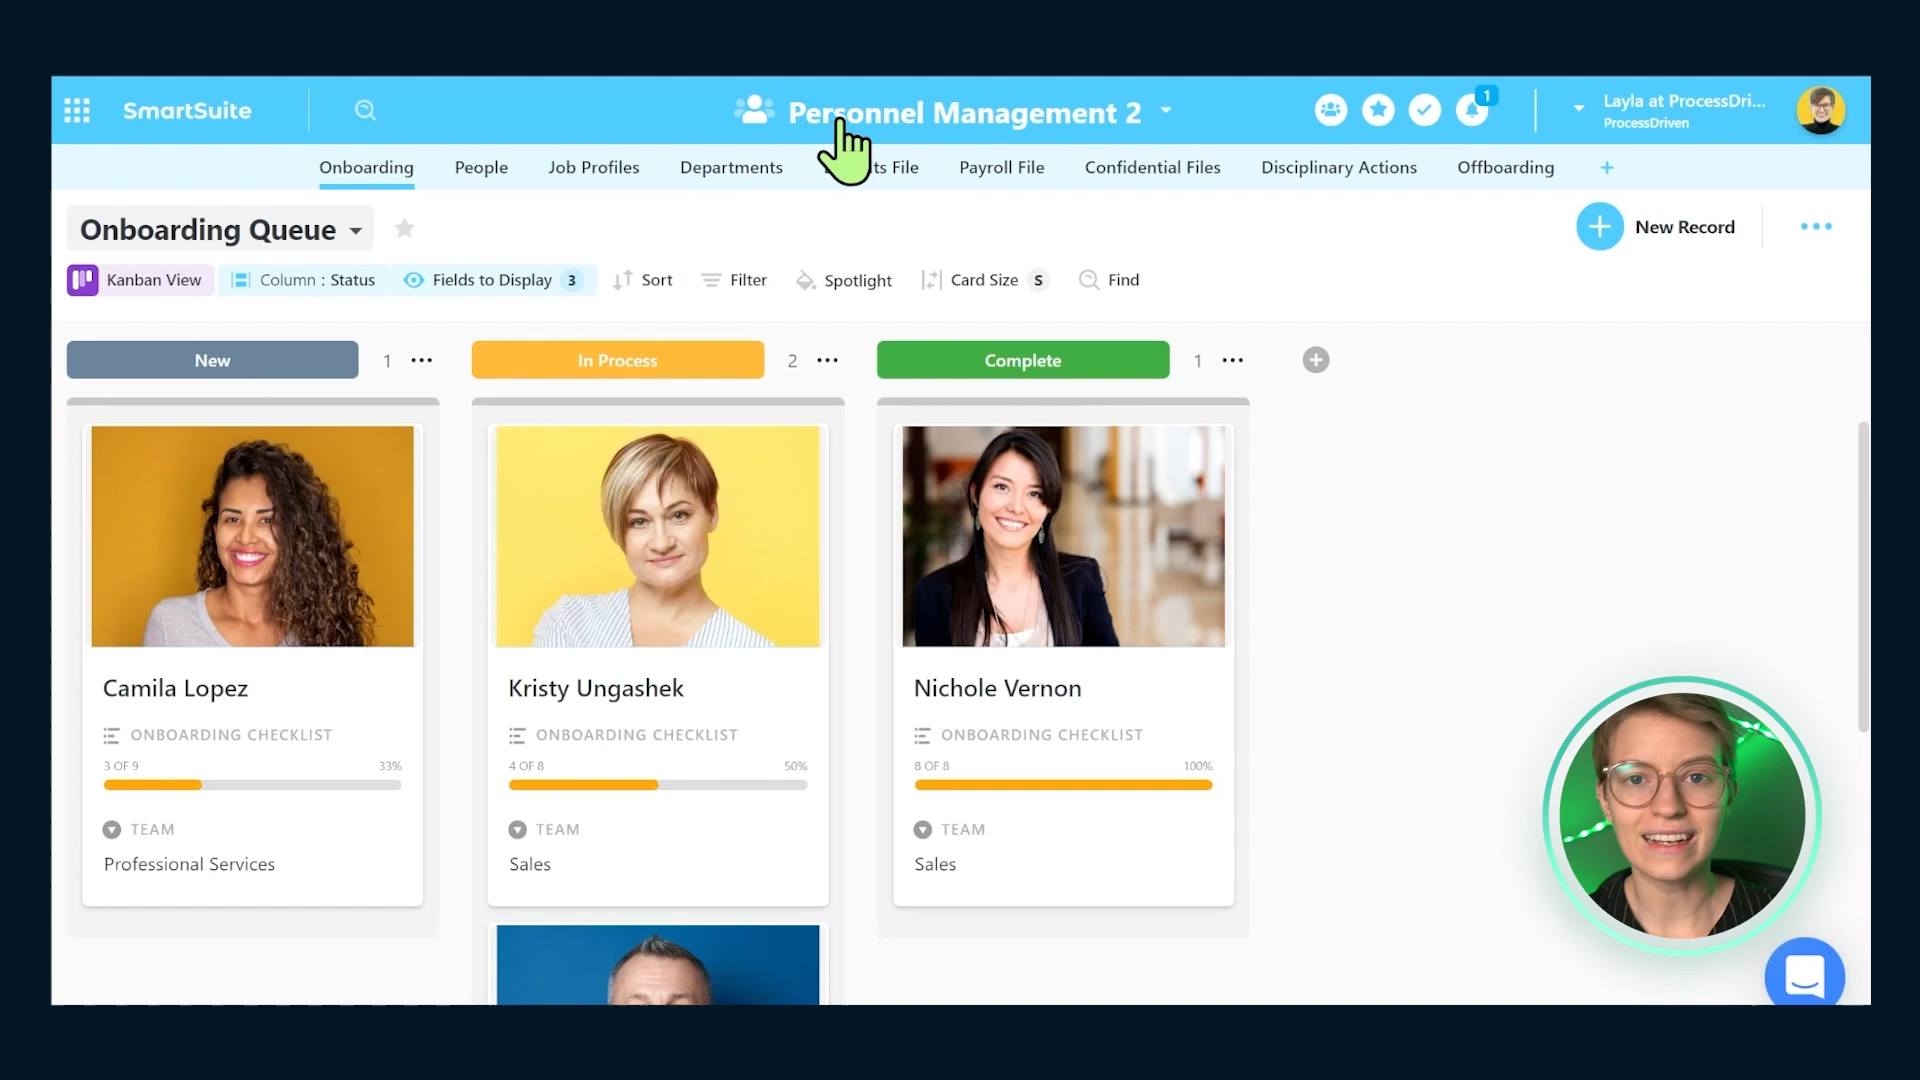 SmartSuite
Personnel Management 2
1
Layla at ProcessDri...
ProcessDriven
Onboarding People Job Profiles Departments ts File Payroll File Confidential Files Disciplinary Actions Offboarding +
Onboarding Queue
New Record
Kanban View Column : Status Fields to Display 3 Sort Filter Spotlight Card Size S Find
New 1 In Process 2 Complete 1
Camila Lopez
ONBOARDING CHECKLIST
3 OF 9 33%
TEAM
Professional Services
Kristy Ungashek
ONBOARDING CHECKLIST
4 OF 8 50%
TEAM
Sales
Nichole Vernon
ONBOARDING CHECKLIST
8 OF 8 100%
TEAM
Sales